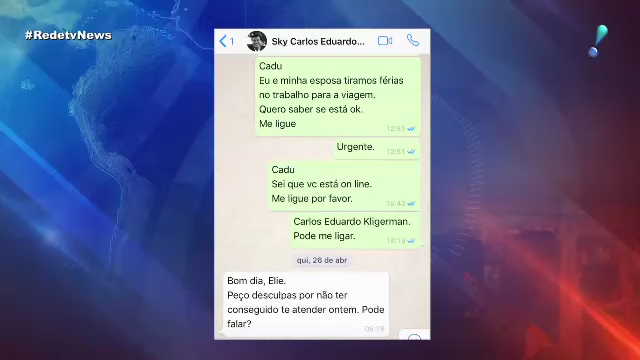 #RedetvNews
1
Sky Carlos Eduardo...
Cadu
Eu e minha esposa tiramos férias
no trabalho para a viagem.
Quero saber se está ok.
Me ligue
12:51
Urgente.
12:51
Cadu
Sei que vc está on line.
Me ligue por favor.
15:43
Carlos Eduardo Kligerman.
Pode me ligar.
18:19
qui, 26 de abr
Bom dia, Elie.
Peço desculpas por não ter
conseguido te atender ontem. Pode
falar?
08:28